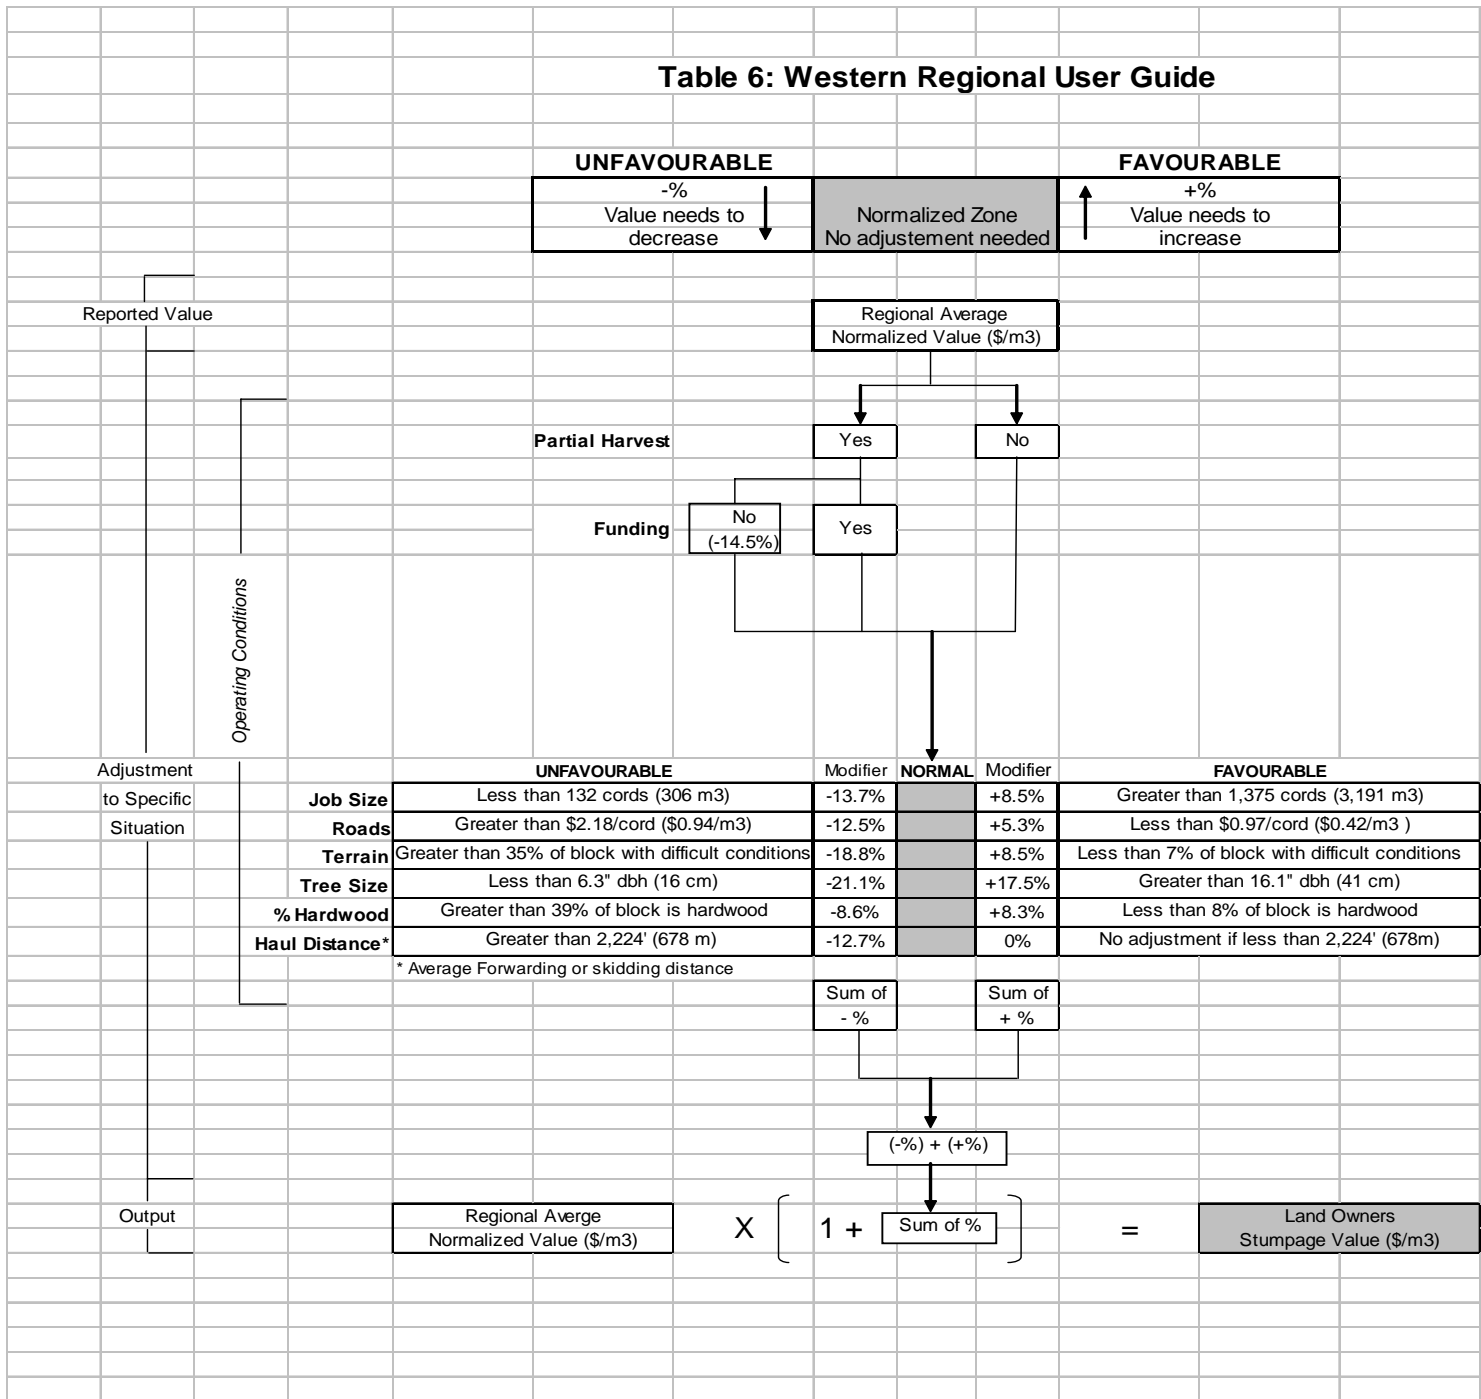 Table 6: Western Regional User Guide
UNFAVOURABLE
FAVOURABLE
-%
Value needs to
decrease
Normalized Zone
No adjustement needed
+%
Value needs to
increase
Reported Value
Regional Average
Normalized Value ($/m3)
Partial Harvest
Yes
No
Funding
No
(-14.5%)
Yes
Operating Conditions
Adjustment
to Specific
Situation
UNFAVOURABLE Modifier NORMAL Modifier FAVOURABLE
Job Size Less than 132 cords (306 m3) -13.7% +8.5% Greater than 1,375 cords (3,191 m3)
Roads Greater than $2.18/cord ($0.94/m3) -12.5% +5.3% Less than $0.97/cord ($0.42/m3 )
Terrain Greater than 35% of block with difficult conditions -18.8% +8.5% Less than 7% of block with difficult conditions
Tree Size Less than 6.3" dbh (16 cm) -21.1% +17.5% Greater than 16.1" dbh (41 cm)
% Hardwood Greater than 39% of block is hardwood -8.6% +8.3% Less than 8% of block is hardwood
Haul Distance* Greater than 2,224' (678 m) -12.7% 0% No adjustment if less than 2,224' (678m)
* Average Forwarding or skidding distance
Sum of
- %
Sum of
+ %
(-%) + (+%)
Output
Regional Averge
Normalized Value ($/m3)
X [ 1 + Sum of % ] =
Land Owners
Stumpage Value ($/m3)